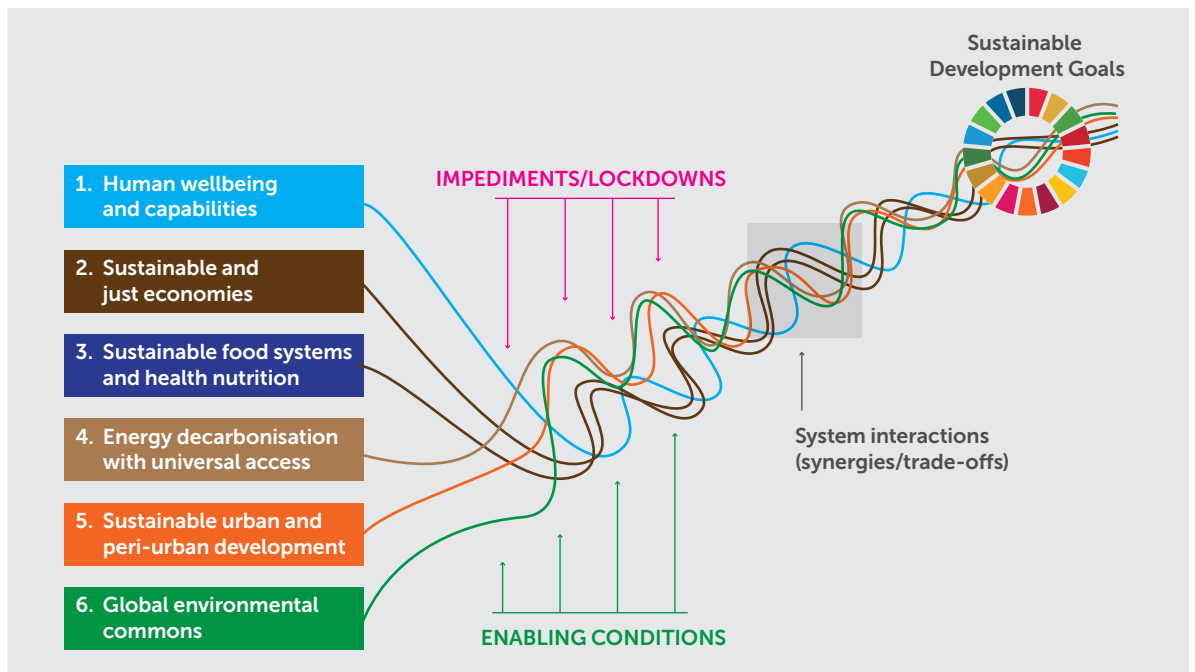 Sustainable
Development Goals
1. Human wellbeing
and capabilities
IMPEDIMENTS/LOCKDOWNS
2. Sustainable and
just economies
3. Sustainable food systems
and health nutrition
4. Energy decarbonisation
with universal access
System interactions
(synergies/trade-offs)
5. Sustainable urban and
peri-urban development
6. Global environmental
commons
ENABLING CONDITIONS